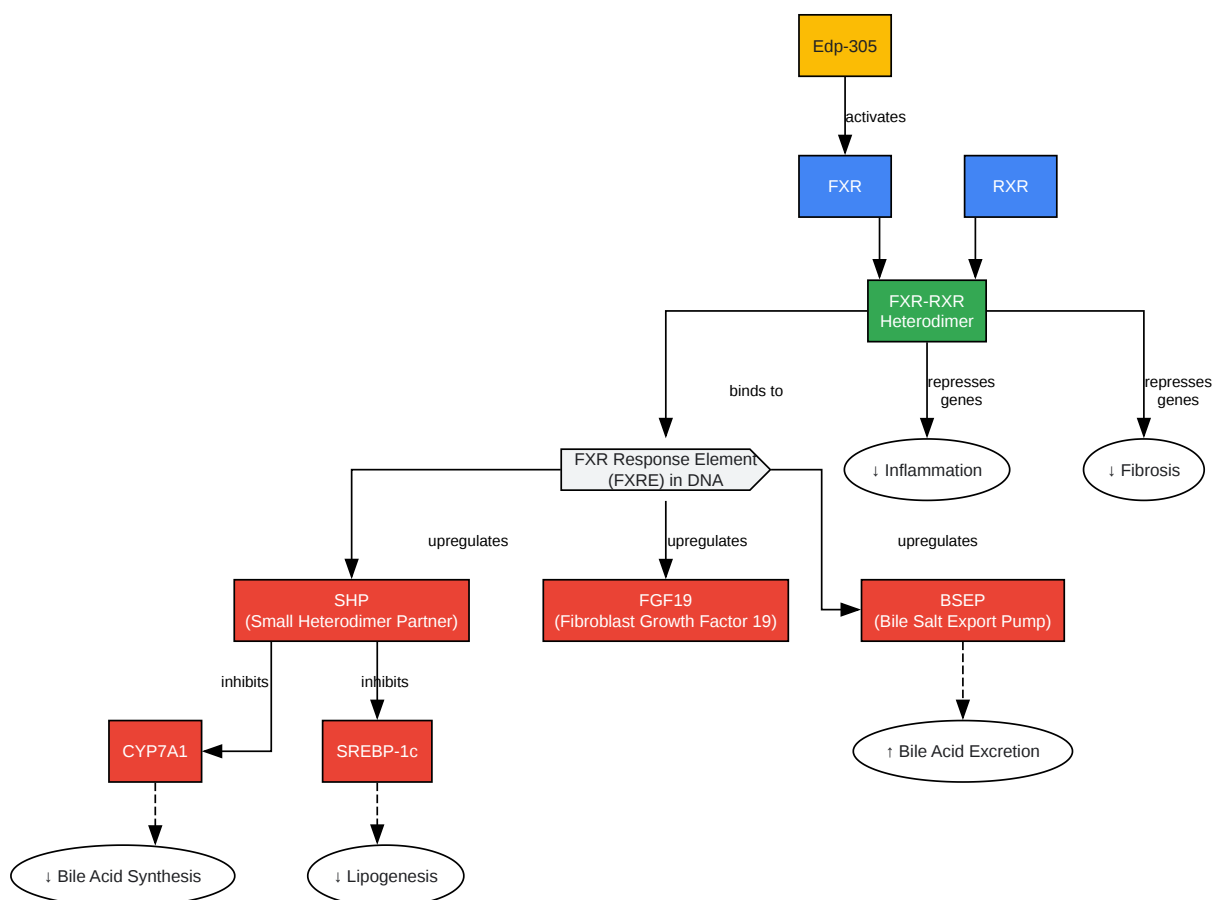 Edp-305
activates
FXR
RXR
FXR-RXR
Heterodimer
binds to
represses
genes
represses
genes
FXR Response Element
(FXRE) in DNA
↓ Inflammation
↓ Fibrosis
upregulates
upregulates
upregulates
SHP
(Small Heterodimer Partner)
FGF19
(Fibroblast Growth Factor 19)
BSEP
(Bile Salt Export Pump)
inhibits
inhibits
CYP7A1
SREBP-1c
↑ Bile Acid Excretion
↓ Bile Acid Synthesis
↓ Lipogenesis